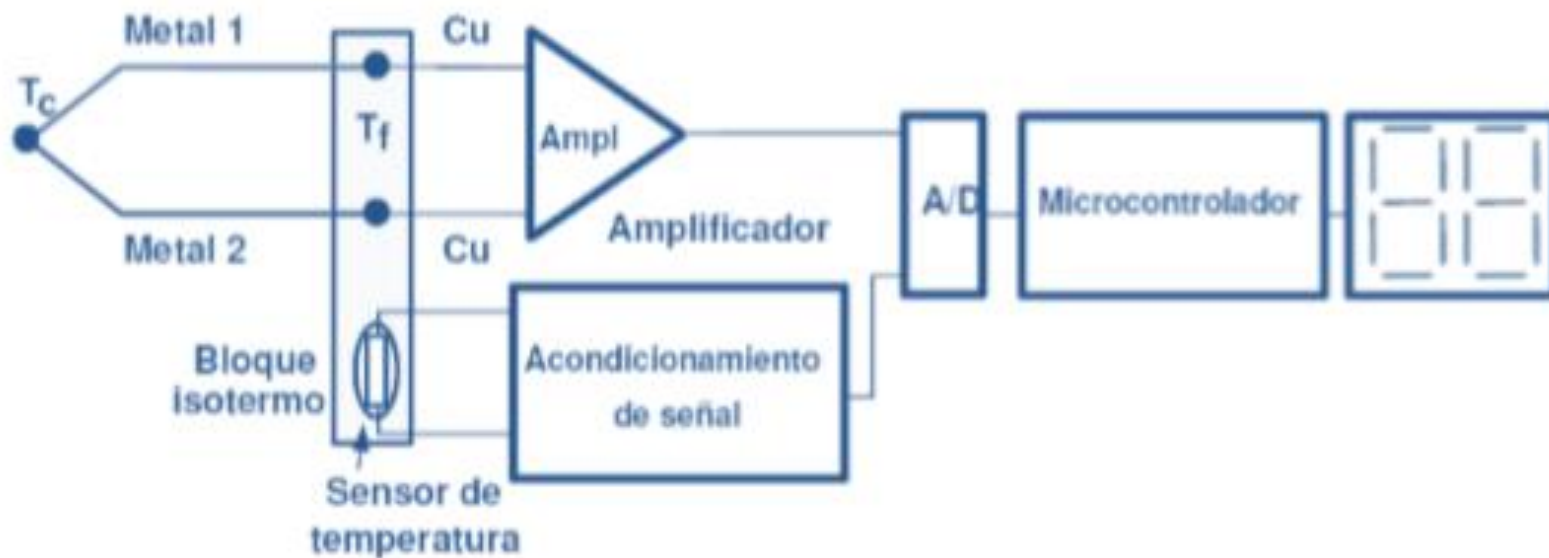 Metal 1
Cu
Tc
Tf
Ampl
Metal 2
Cu
Amplificador
A/D
Microcontrolador
Bloque
isotermo
Acondicionamiento
de señal
Sensor de
temperatura